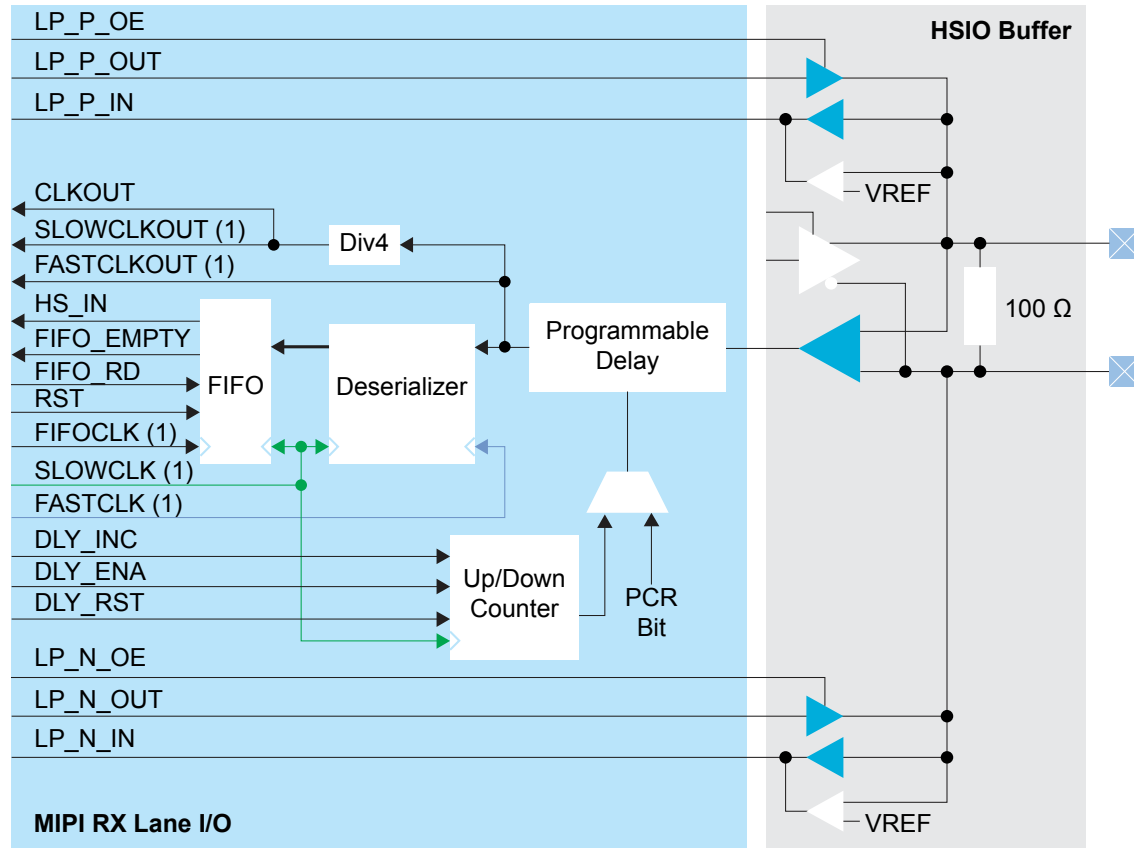 LP_P_OE
HSIO Buffer
LP_P_OUT
LP_P_IN
VREF
CLKOUT
SLOWCLKOUT (1)
Div4
FASTCLKOUT (1)
HS_IN
FIFO_EMPTY
FIFO_RD
RST
FIFOCLK (1)
SLOWCLK (1)
FASTCLK (1)
FIFO
Deserializer
Programmable
Delay
100 Ω
DLY_INC
DLY_ENA
DLY_RST
Up/Down
Counter
PCR
Bit
LP_N_OE
LP_N_OUT
LP_N_IN
VREF
MIPI RX Lane I/O